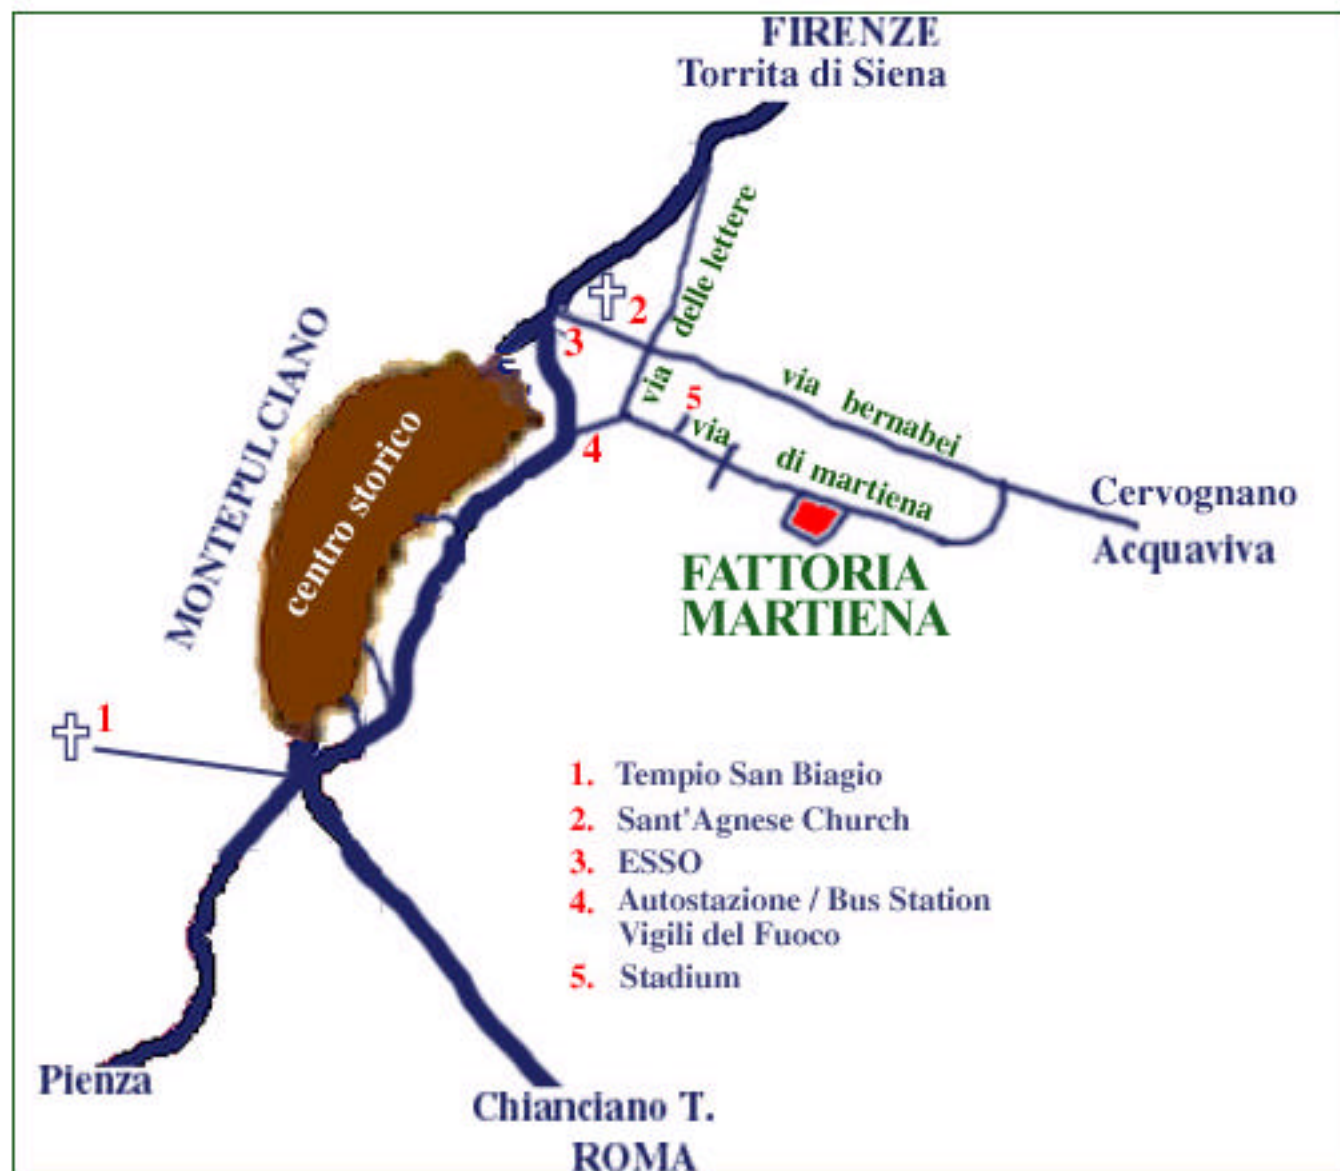 FIRENZE
Torrita di Siena
via delle lettere
2
3
MONTEPULCIANO
centro storico
via bernabei
5
4
via di martiena
Cervognano
Acquaviva
FATTORIA
MARTIENA
1
1. Tempio San Biagio
2. Sant'Agnese Church
3. ESSO
4. Autostazione / Bus Station
Vigili del Fuoco
5. Stadium
Pienza
Chianciano T.
ROMA